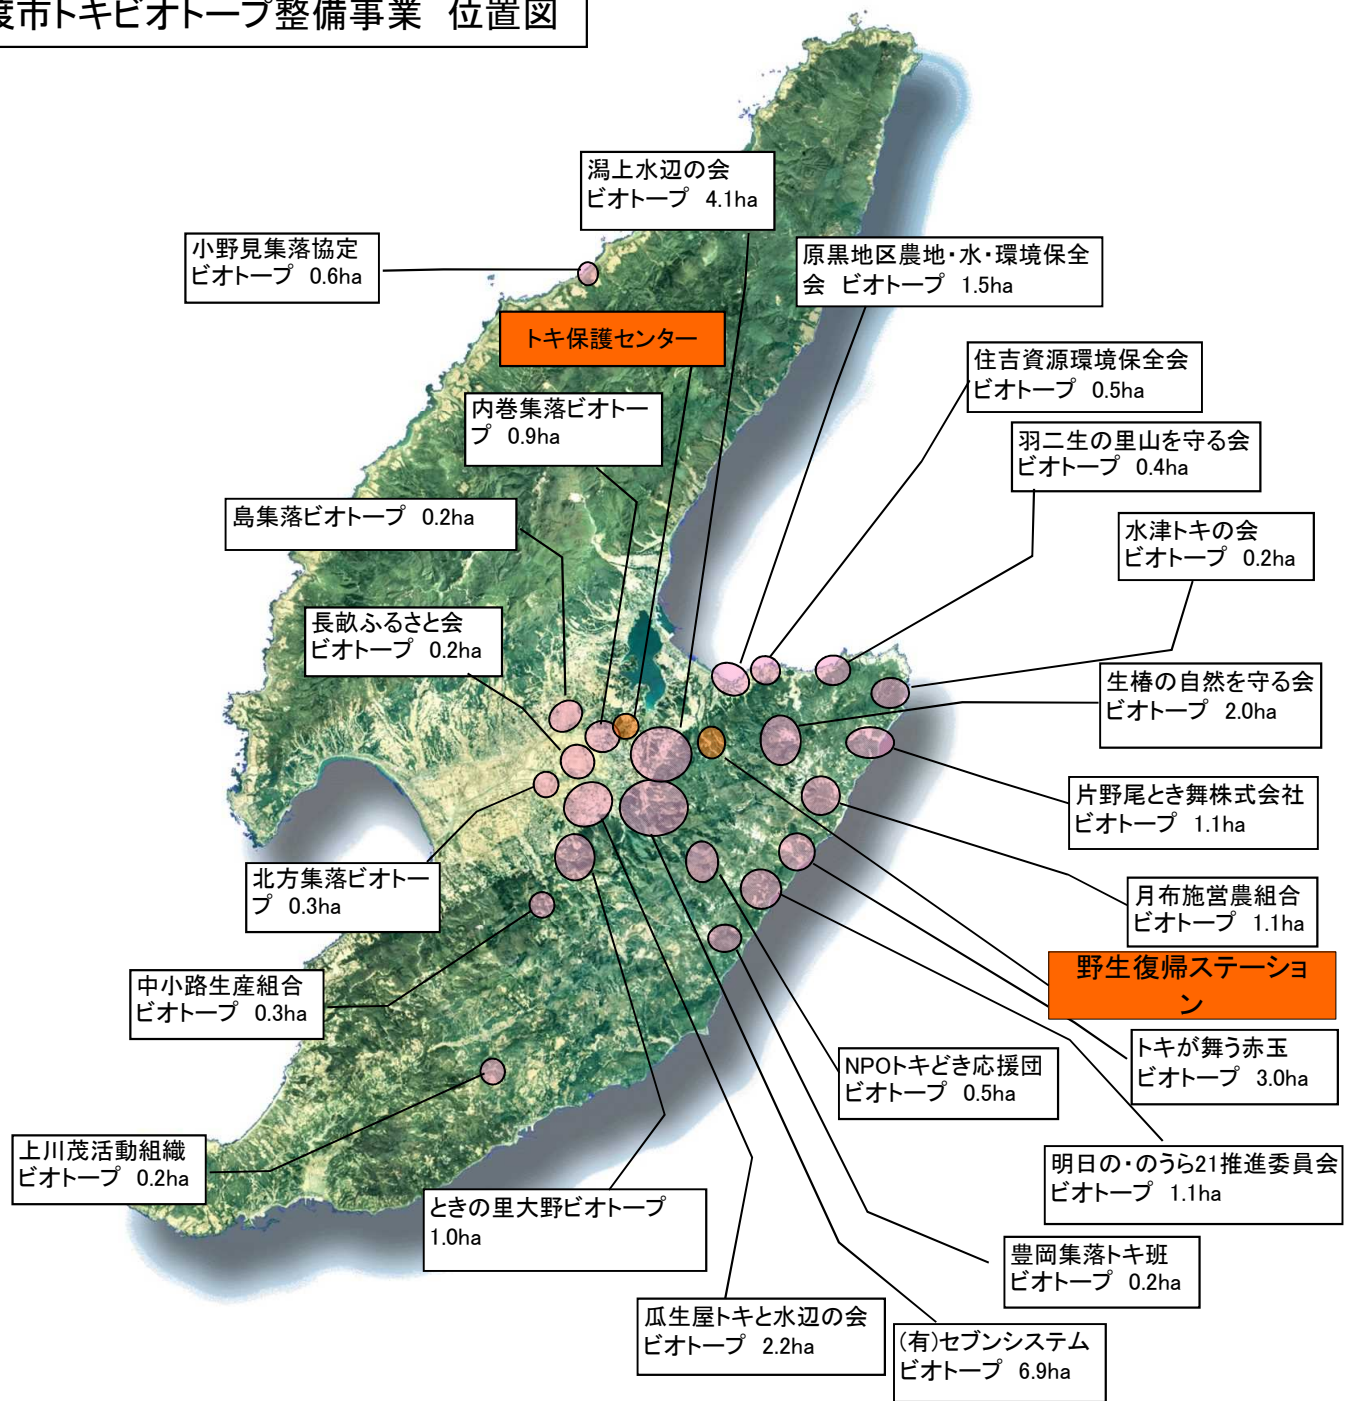 度市トキビオトープ整備事業 位置図
潟上水辺の会
ビオトープ 4.1ha
小野見集落協定
ビオトープ 0.6ha
原黒地区農地・水・環境保全
会 ビオトープ 1.5ha
トキ保護センター
住吉資源環境保全会
ビオトープ 0.5ha
内巻集落ビオトー
プ 0.9ha
羽二生の里山を守る会
ビオトープ 0.4ha
島集落ビオトープ 0.2ha
水津トキの会
ビオトープ 0.2ha
長畝ふるさと会
ビオトープ 0.2ha
生椿の自然を守る会
ビオトープ 2.0ha
片野尾とき舞株式会社
ビオトープ 1.1ha
北方集落ビオトー
プ 0.3ha
月布施営農組合
ビオトープ 1.1ha
野生復帰ステーショ
ン
中小路生産組合
ビオトープ 0.3ha
トキが舞う赤玉
ビオトープ 3.0ha
NPOトキどき応援団
ビオトープ 0.5ha
上川茂活動組織
ビオトープ 0.2ha
明日の・のうら21推進委員会
ビオトープ 1.1ha
ときの里大野ビオトープ
1.0ha
豊岡集落トキ班
ビオトープ 0.2ha
瓜生屋トキと水辺の会
ビオトープ 2.2ha
(有)セブンシステム
ビオトープ 6.9ha